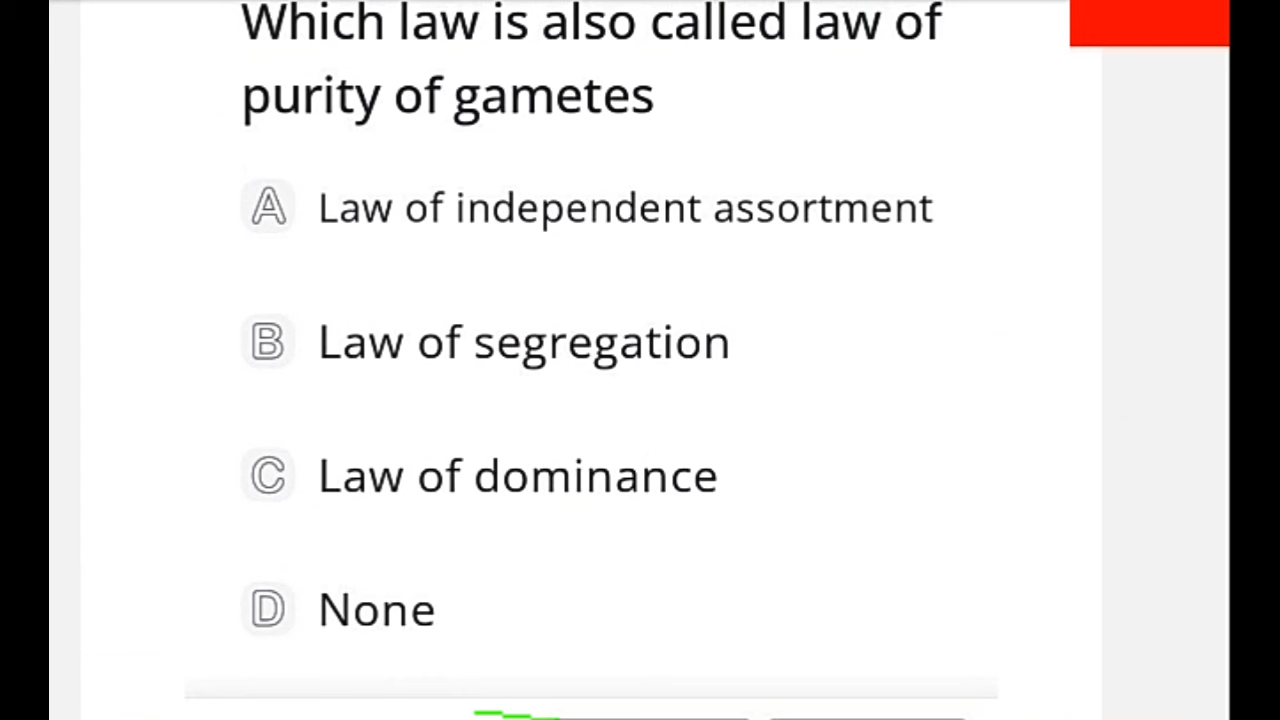 Which law is also called law of
purity of gametes
A Law of independent assortment
B Law of segregation
C Law of dominance
D None